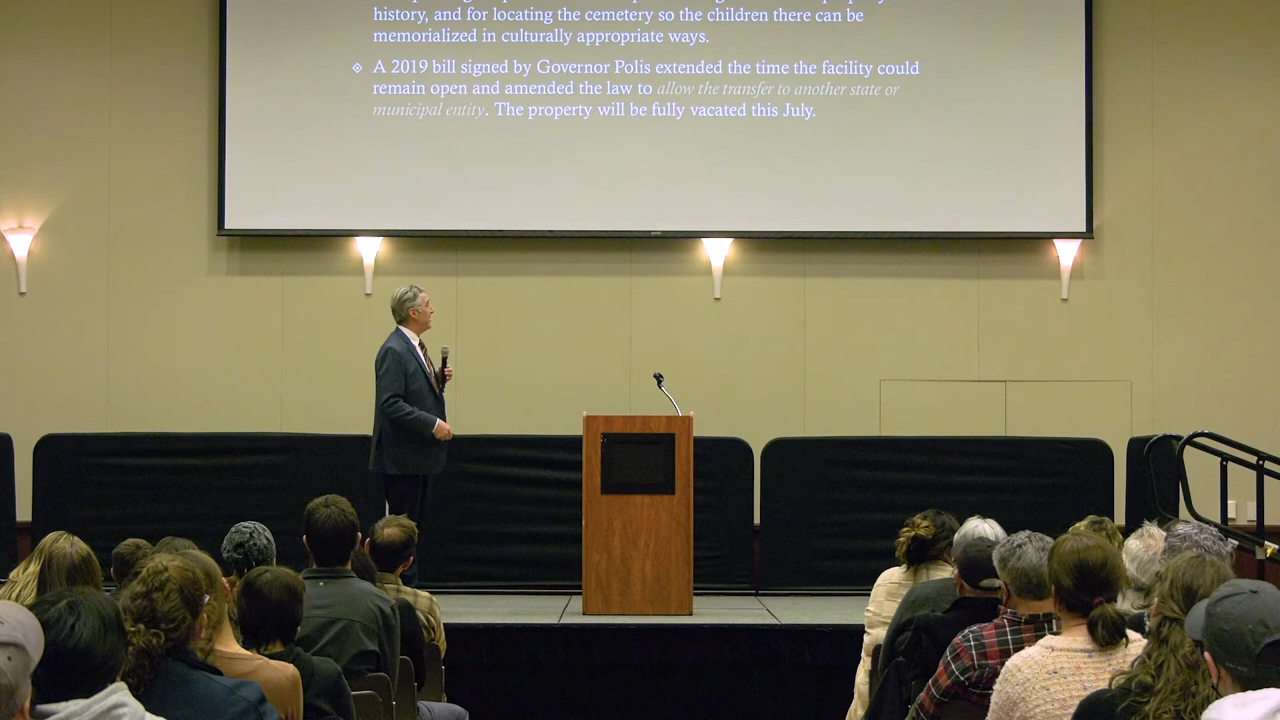 history, and for locating the cemetery so the children there can be
memorialized in culturally appropriate ways.
A 2019 bill signed by Governor Polis extended the time the facility could
remain open and amended the law to allow the transfer to another state or
municipal entity. The property will be fully vacated this July.